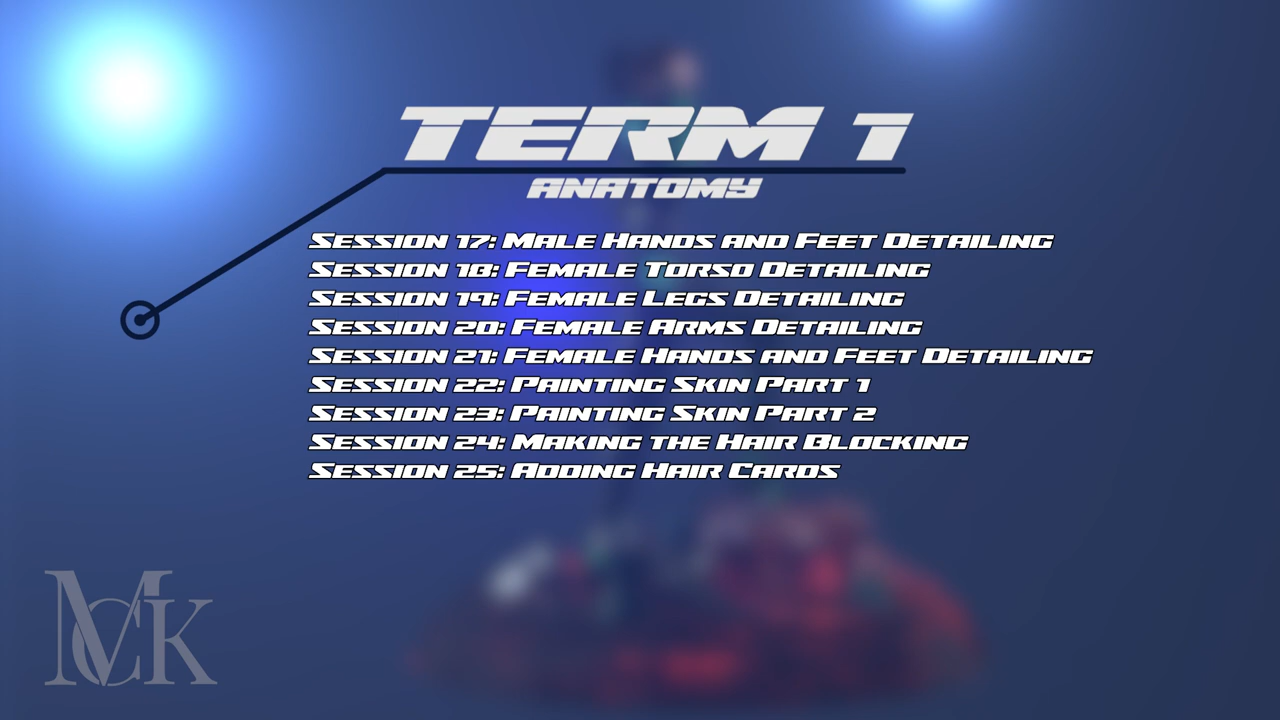 TERM 1
ANATOMY
Session 17: Male Hands and Feet Detailing
Session 18: Female Torso Detailing
Session 19: Female Legs Detailing
Session 20: Female Arms Detailing
Session 21: Female Hands and Feet Detailing
Session 22: Painting Skin Part 1
Session 23: Painting Skin Part 2
Session 24: Making the Hair Blocking
Session 25: Adding Hair Cards
MCK